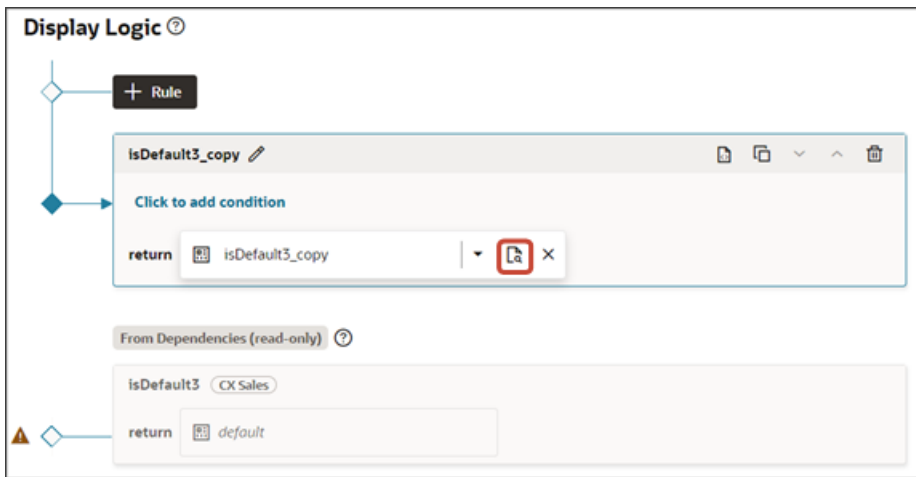 Display Logic
Rule
isDefault3_copy
Click to add condition
return isDefault3_copy
From Dependencies (read-only)
isDefault3 CX Sales
return default